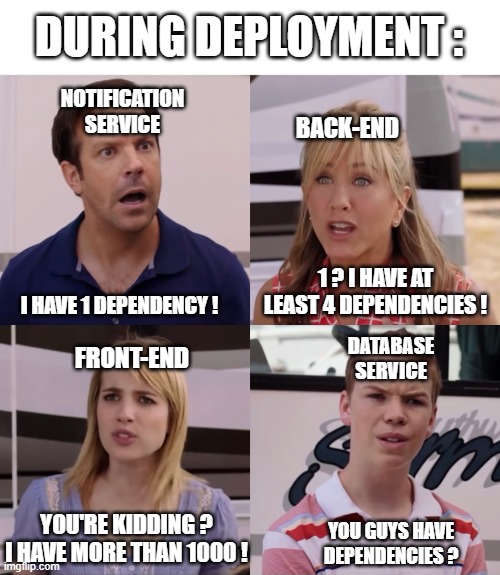 DURING DEPLOYMENT :
NOTIFICATION
SERVICE
I HAVE 1 DEPENDENCY !
BACK-END
1 ? I HAVE AT
LEAST 4 DEPENDENCIES !
FRONT-END
YOU'RE KIDDING ?
I HAVE MORE THAN 1000 !
DATABASE
SERVICE
YOU GUYS HAVE
DEPENDENCIES ?
imgflip.com